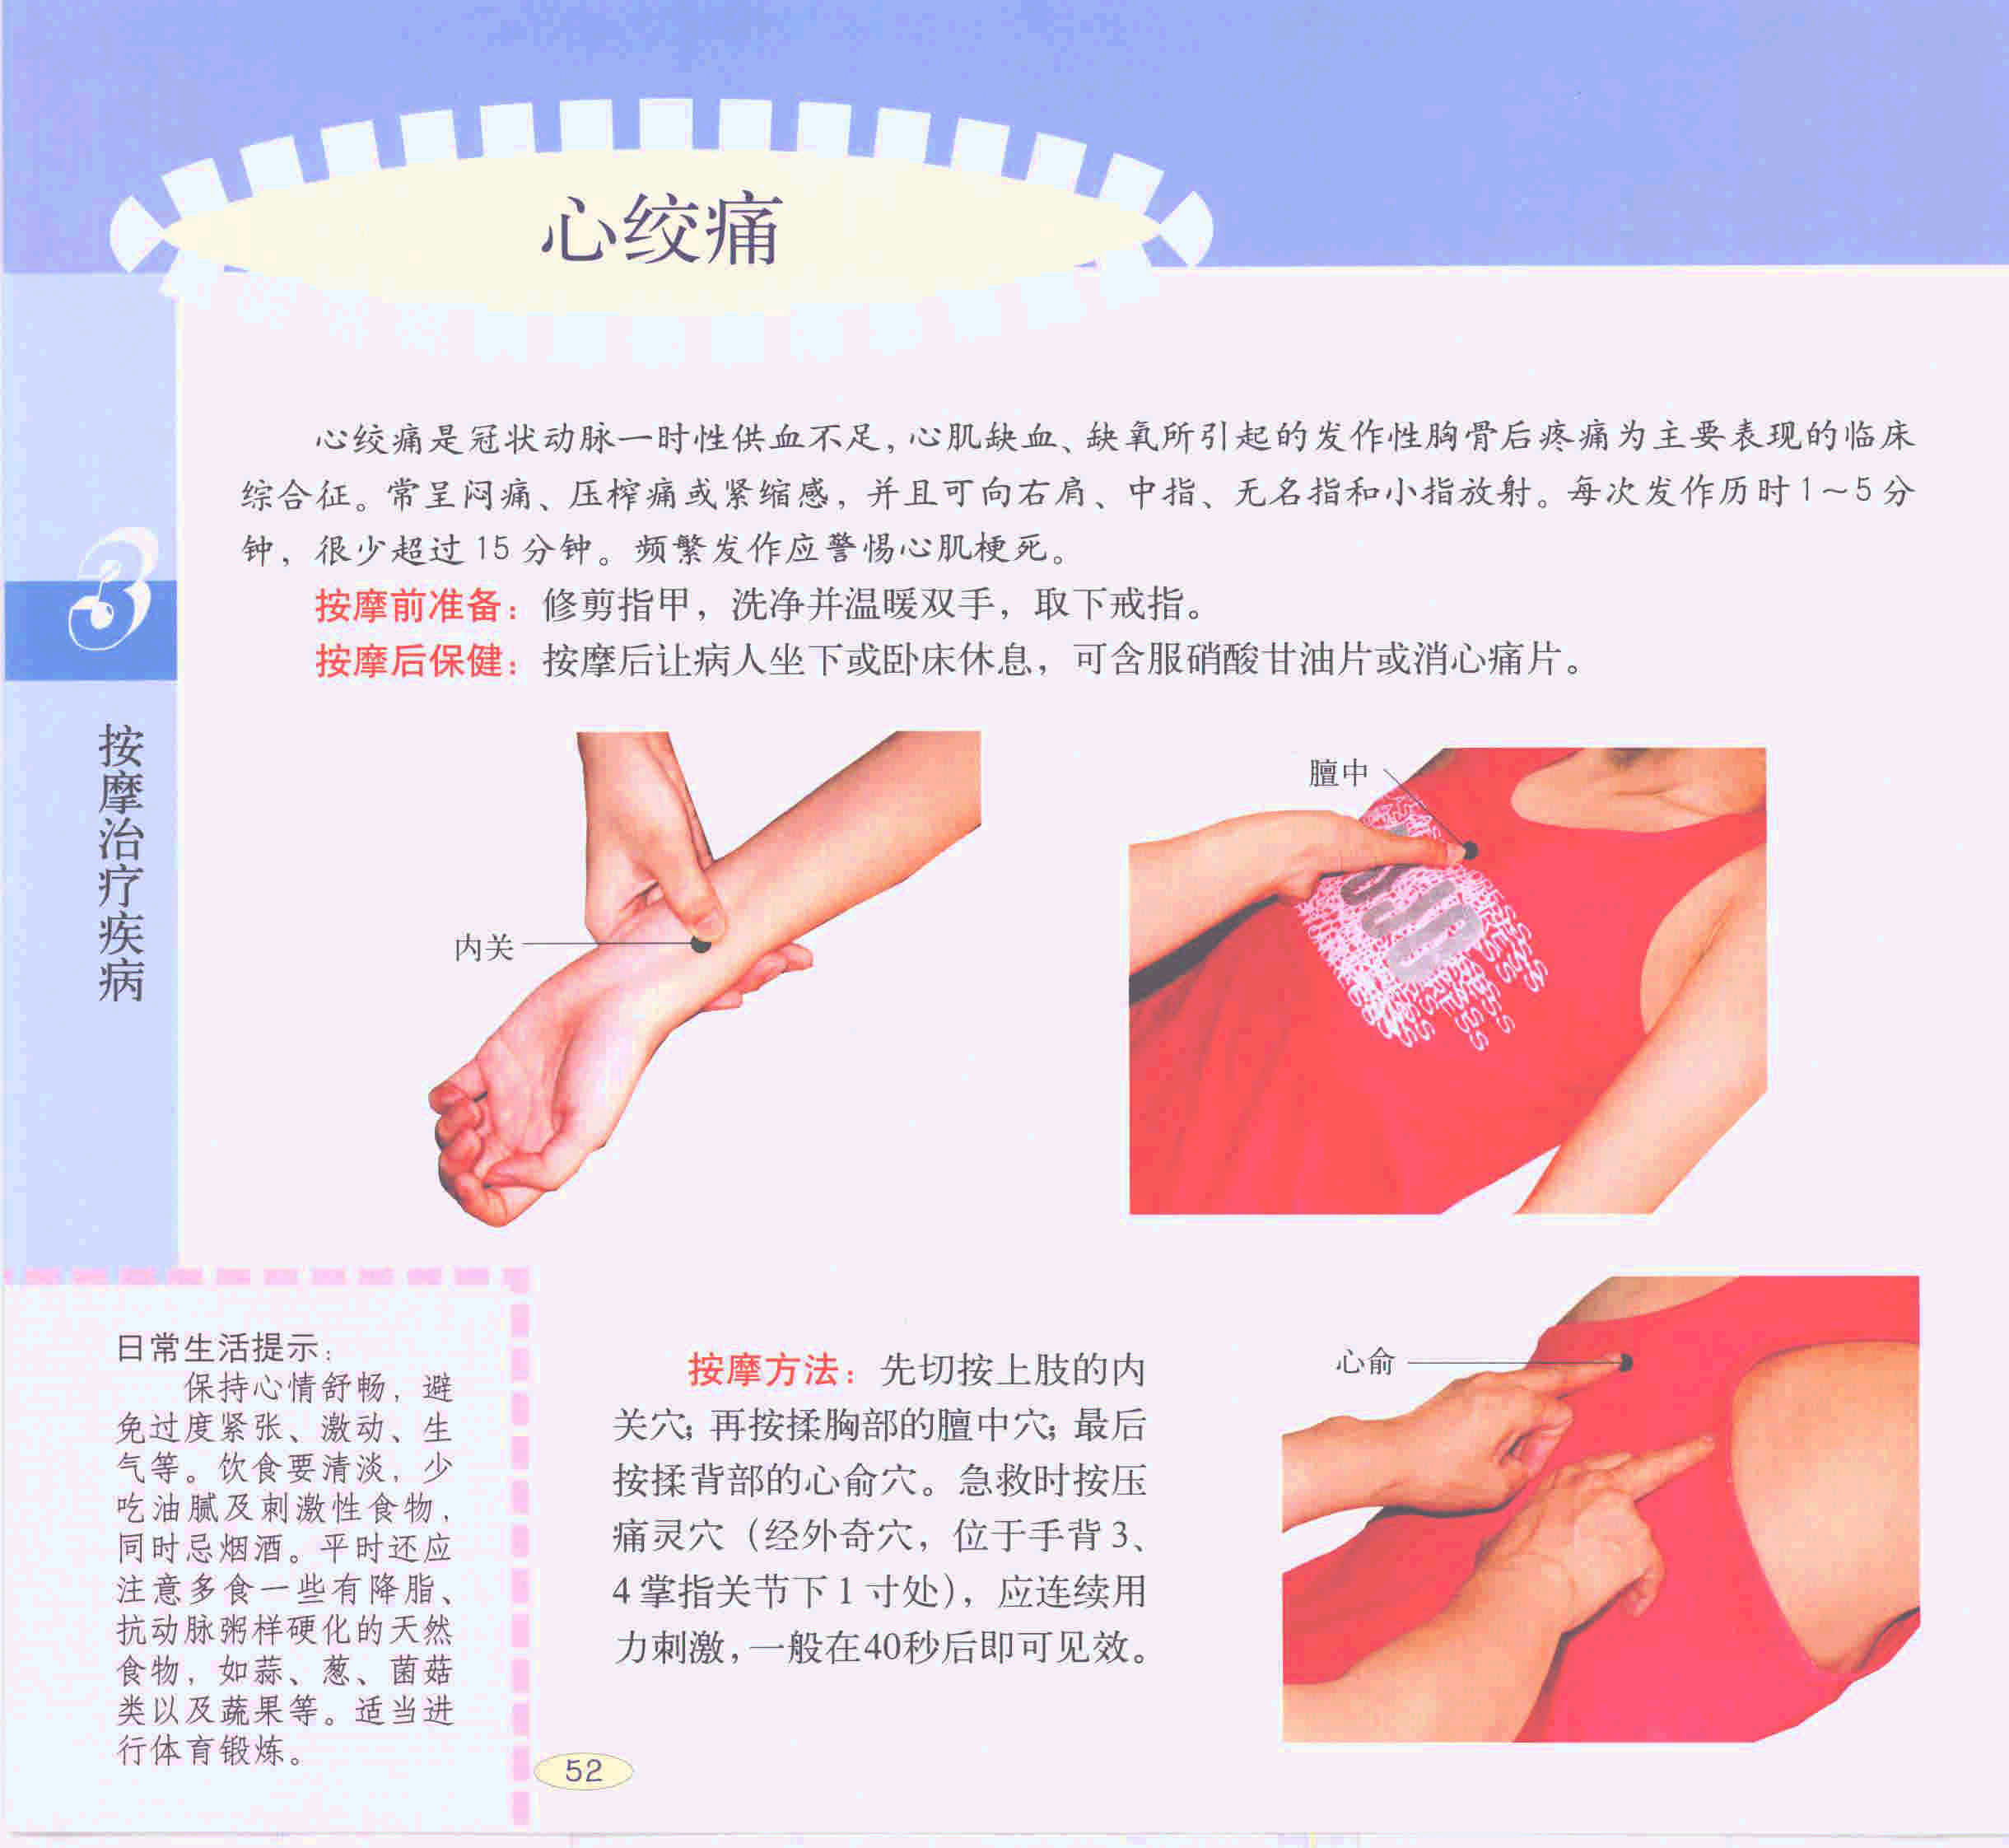 心绞痛
心绞痛是冠状动脉一时性供血不足，心肌缺血、缺氧所引起的发作性胸骨后疼痛为主要表现的临床
综合征。常呈闷痛、压榨痛或紧缩感，并且可向右肩、中指、无名指和小指放射。每次发作历时1～5分
钟，很少超过15分钟。频繁发作应警惕心肌梗死。
按摩前准备：修剪指甲，洗净并温暖双手，取下戒指。
按摩后保健：按摩后让病人坐下或卧床休息，可含服硝酸甘油片或消心痛片。
3
按摩治疗疾病
内关
膻中
心俞
按摩方法：先切按上肢的内
关穴；再按揉胸部的膻中穴；最后
按揉背部的心俞穴。急救时按压
痛灵穴（经外奇穴，位于手背3、
4掌指关节下1寸处），应连续用
力刺激，一般在40秒后即可见效。
日常生活提示：
保持心情舒畅，避
免过度紧张、激动、生
气等。饮食要清淡，少
吃油腻及刺激性食物，
同时忌烟酒。平时还应
注意多食一些有降脂、
抗动脉粥样硬化的天然
食物，如蒜、葱、菌菇
类以及蔬果等。适当进
行体育锻炼。
52